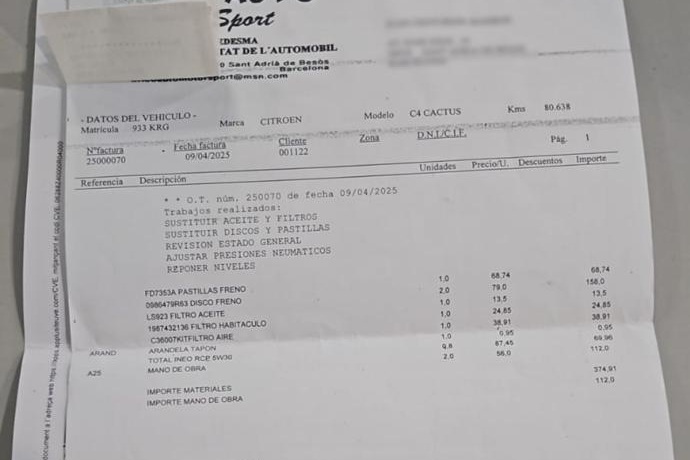 Sport
EDESMA
TAT DE L'AUTOMOBIL
0 Sant Adrià de Besòs
Barcelona
sport@msn.com
- DATOS DEL VEHICULO -
Matrícula 933 KRG Marca CITROEN Modelo C4 CACTUS Kms 80.638
Nºfactura Fecha factura Cliente Zona D.N.I./C.I.F. Pág. 1
25000070 09/04/2025 001122
Referencia Descripción Unidades Precio/U. Descuentos Importe
* * O.T. núm. 250070 de fecha 09/04/2025
Trabajos realizados:
SUSTITUIR ACEITE Y FILTROS
SUSTITUIR DISCOS Y PASTILLAS
REVISION ESTADO GENERAL
AJUSTAR PRESIONES NEUMATICOS
REPONER NIVELES
FD7353A PASTILLAS FRENO 1,0 68,74 68,74
0986479R63 DISCO FRENO 2,0 79,0 158,0
LS923 FILTRO ACEITE 1,0 13,5 13,5
1987432136 FILTRO HABITACULO 1,0 24,85 24,85
C36007KITFILTRO AIRE 1,0 38,91 38,91
ARAND ARANDELA TAPON 1,0 0,95 0,95
TOTAL INEO RCP 5W30 67,45 69,96
A25 MANO DE OBRA 2,0 56,0 112,0
IMPORTE MATERIALES 374,91
IMPORTE MANO DE OBRA 112,0